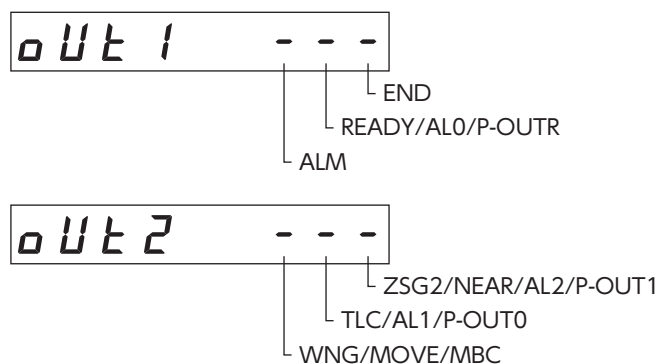 oUt1 - - -
END
READY/AL0/P-OUTR
ALM
oUt2 - - -
ZSG2/NEAR/AL2/P-OUT1
TLC/AL1/P-OUT0
WNG/MOVE/MBC